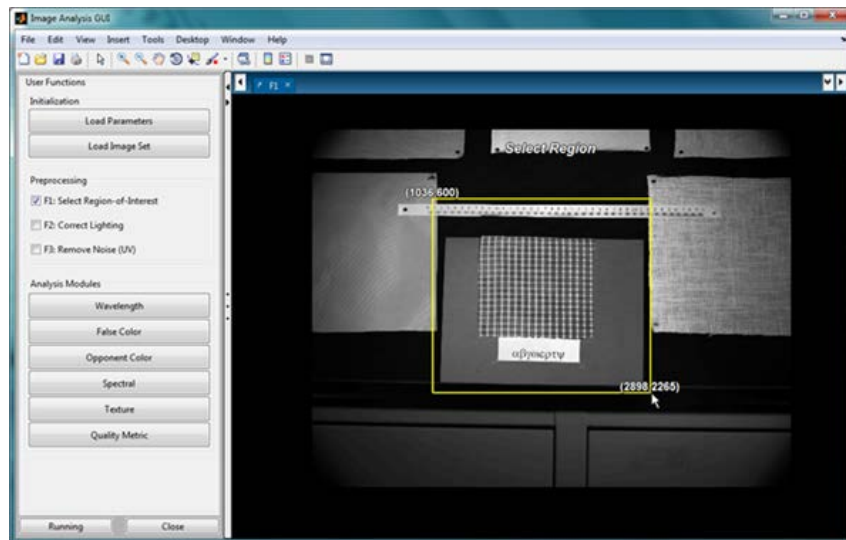 Image Analysis GUI
File Edit View Insert Tools Desktop Window Help
User Functions
F1
Initialization
Load Parameters
Load Image Set
Select Region
Preprocessing
F1: Select Region-of-Interest
(1036,600)
F2: Correct Lighting
F3: Remove Noise (UV)
Analysis Modules
Wavelength
False Color
Opponent Color
Spectral
Texture
Quality Metric
(2898,2265)
Running Close